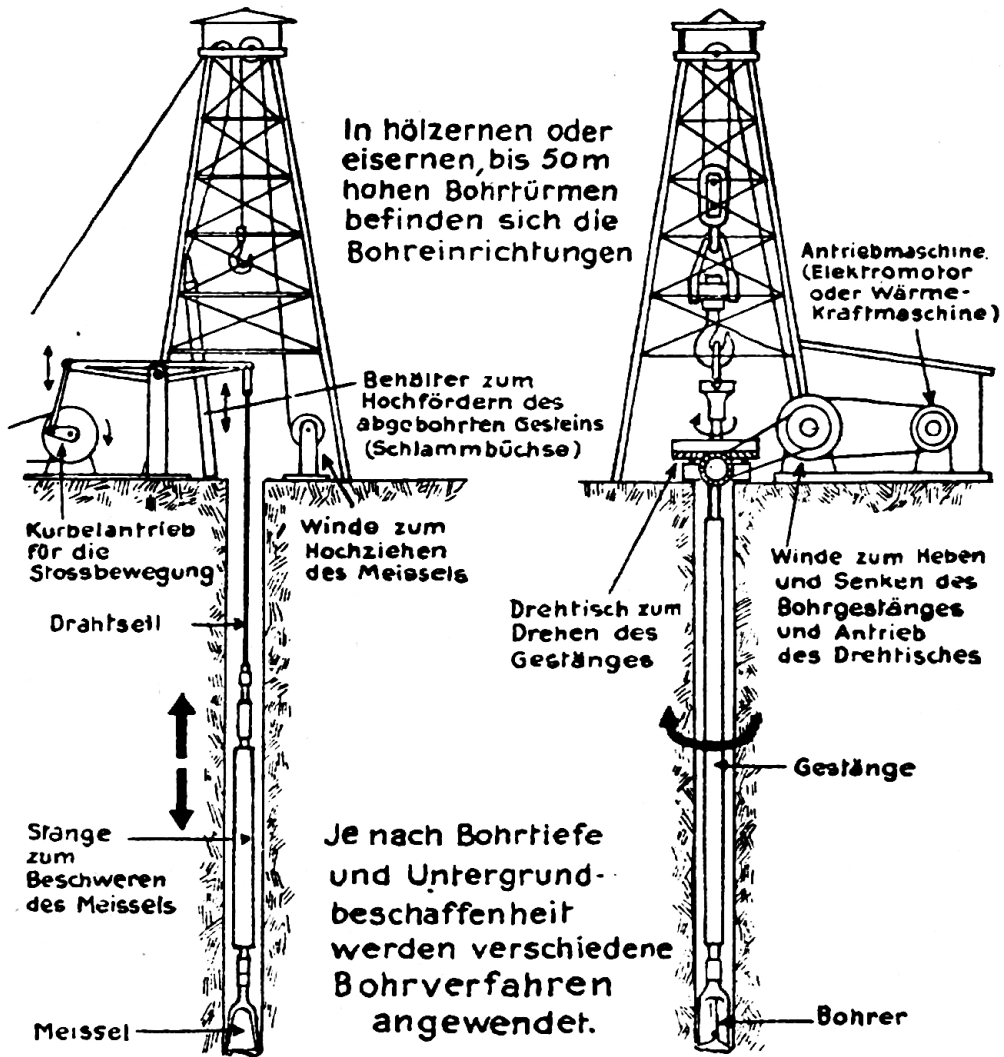 In hölzernen oder
eisernen, bis 50m
hohen Bohrtürmen
befinden sich die
Bohreinrichtungen
Antriebmaschine
(Elektromotor
oder Wärme-
Kraftmaschine)
Behälter zum
Hochfördern des
abgebohrten Gesteins
(Schlammbüchse)
Kurbelantrieb
für die
Stossbewegung
Winde zum
Hochziehen
des Meissels
Drahtseil
Drehtisch zum
Drehen des
Gestänges
Winde zum Heben
und Senken des
Bohrgestänges
und Antrieb
des Drehtisches
Gestänge
Stange
zum
Beschweren
des Meissels
Je nach Bohrtiefe
und Untergrund-
beschaffenheit
werden verschiedene
Bohrverfahren
angewendet.
Meissel
Bohrer